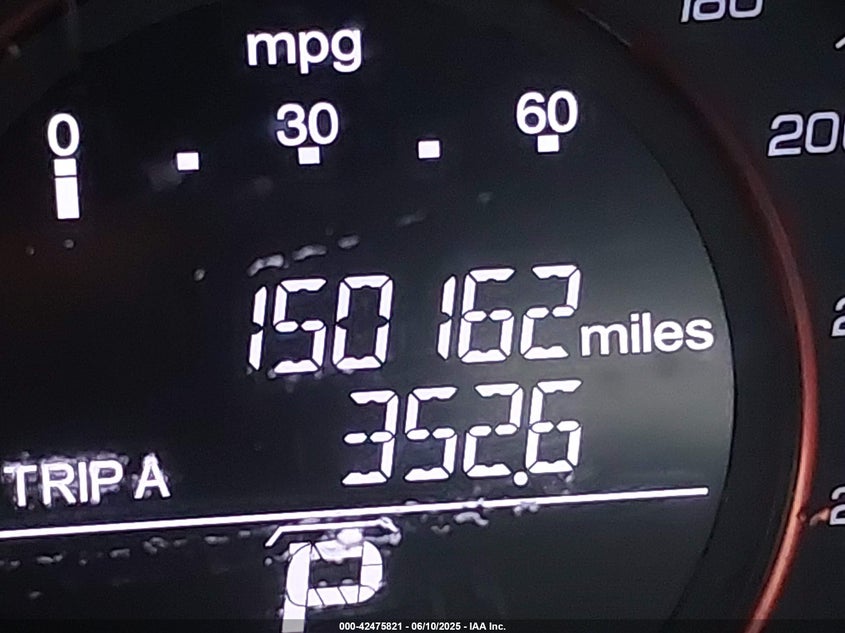 180
mpg
0 30 60
200
150162 miles
352.6
TRIP A
P
000-42475821 - 06/10/2025 - IAA Inc.